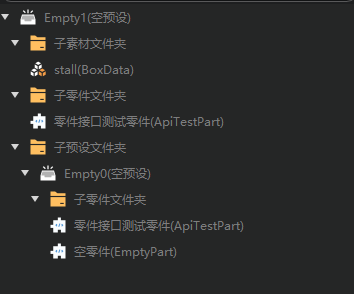 Empty1(空预设)
子素材文件夹
stall(BoxData)
子零件文件夹
零件接口测试零件(ApiTestPart)
子预设文件夹
Empty0(空预设)
子零件文件夹
零件接口测试零件(ApiTestPart)
空零件(EmptyPart)